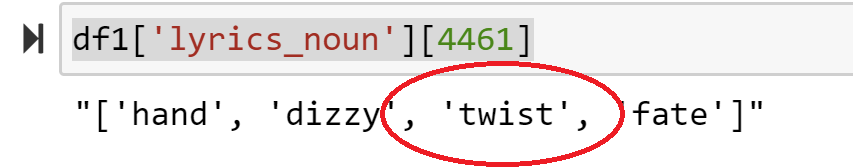 df1['lyrics_noun'][4461]
"['hand', 'dizzy', 'twist', 'fate']"